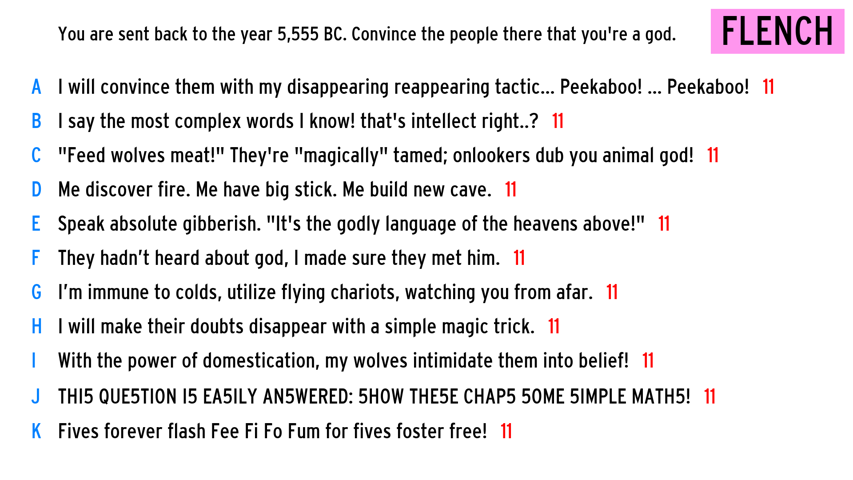 You are sent back to the year 5,555 BC. Convince the people there that you're a god.
FLENCH
A I will convince them with my disappearing reappearing tactic... Peekaboo! ... Peekaboo! 11
B I say the most complex words I know! that's intellect right..? 11
C "Feed wolves meat!" They're "magically" tamed; onlookers dub you animal god! 11
D Me discover fire. Me have big stick. Me build new cave. 11
E Speak absolute gibberish. "It's the godly language of the heavens above!" 11
F They hadn’t heard about god, I made sure they met him. 11
G I’m immune to colds, utilize flying chariots, watching you from afar. 11
H I will make their doubts disappear with a simple magic trick. 11
I With the power of domestication, my wolves intimidate them into belief! 11
J THI5 QUE5TION I5 EA5ILY AN5WERED: 5HOW THE5E CHAP5 5OME 5IMPLE MATH5! 11
K Fives forever flash Fee Fi Fo Fum for fives foster free! 11